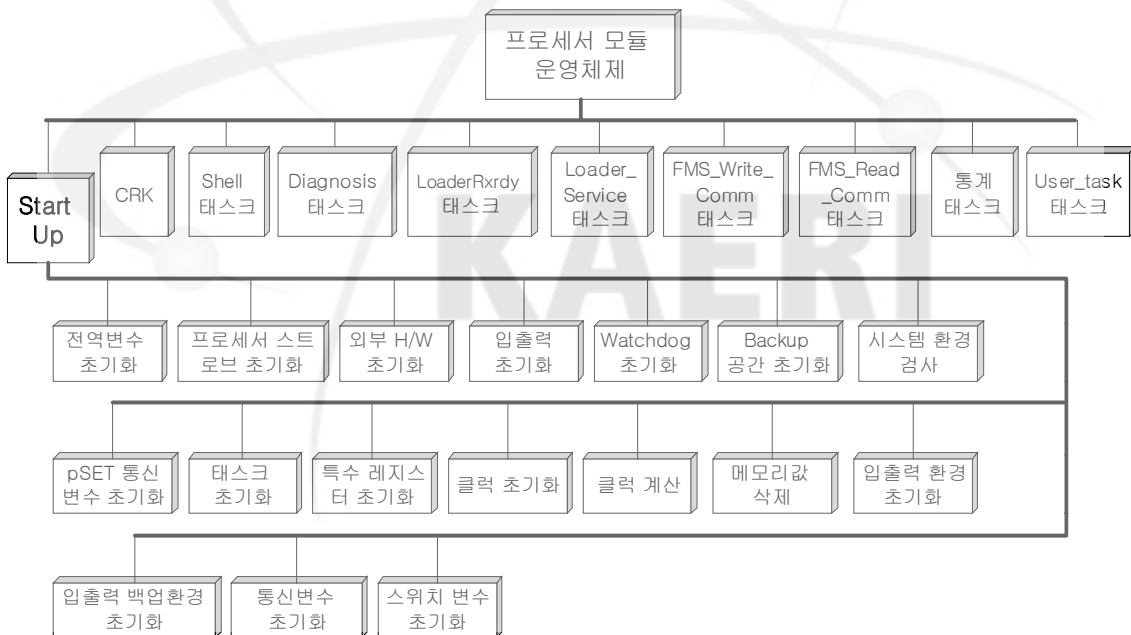 프로세서 모듈
운영체제
Start
Up
CRK
Shell
태스크
Diagnosis
태스크
LoaderRxrdy
태스크
Loader_
Service
태스크
FMS_Write_
Comm
태스크
FMS_Read
_Comm
태스크
통계
태스크
User_task
태스크
KAERI
전역변수
초기화
프로세서 스트
로브 초기화
외부 H/W
초기화
입출력
초기화
Watchdog
초기화
Backup
공간 초기화
시스템 환경
검사
pSET 통신
변수 초기화
태스크
초기화
특수 레지스
터 초기화
클럭 초기화
클럭 계산
메모리값
삭제
입출력 환경
초기화
입출력 백업환경
초기화
통신변수
초기화
스위치 변수
초기화